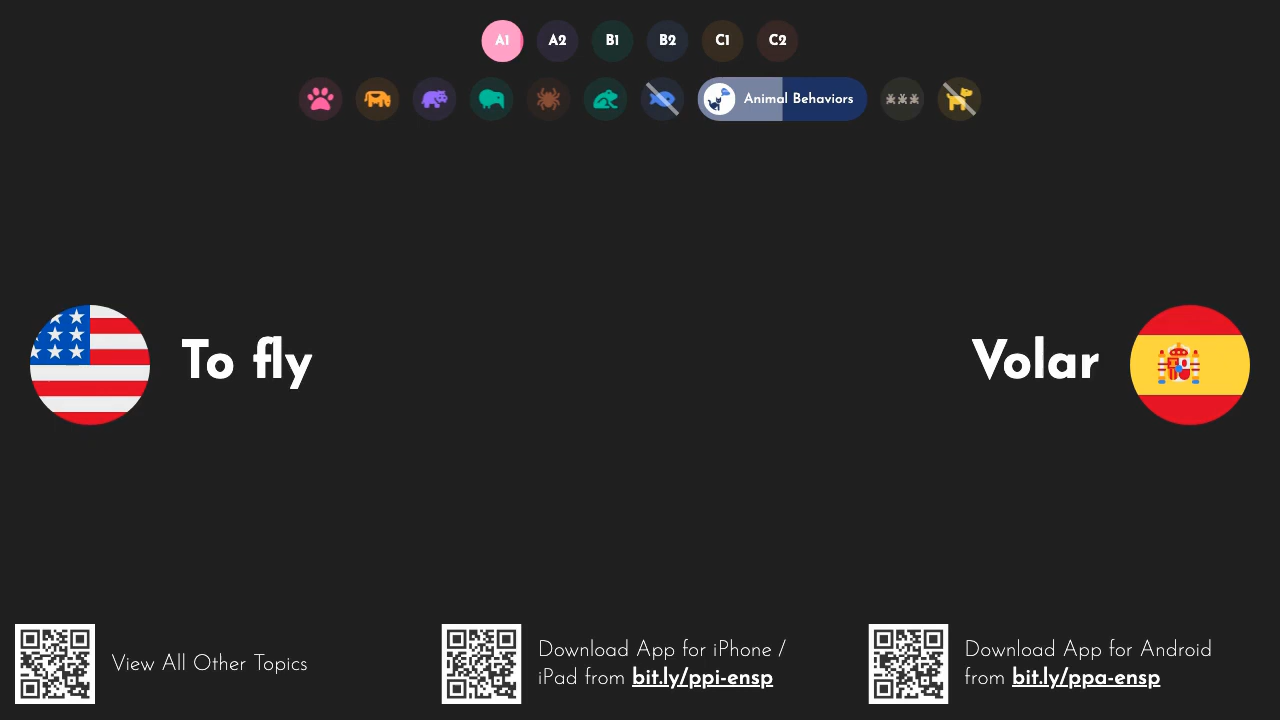 A1 A2 B1 B2 C1 C2
Animal Behaviors
To fly
Volar
View All Other Topics
Download App for iPhone /
iPad from bit.ly/ppi-ensp
Download App for Android
from bit.ly/ppa-ensp